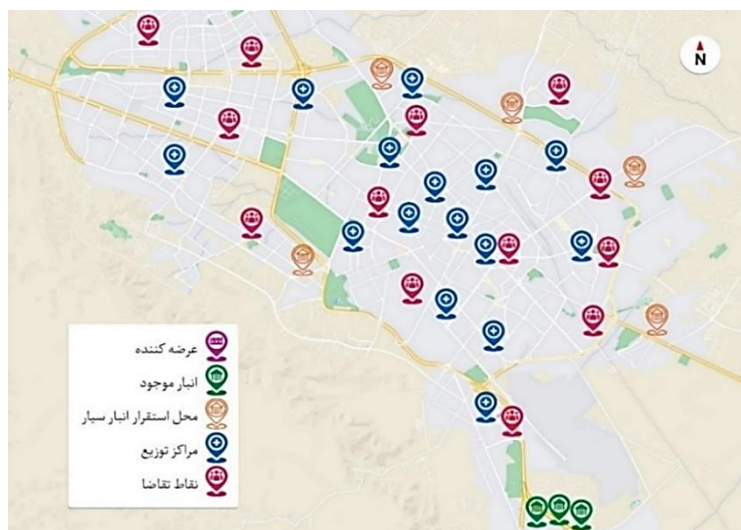 N
عرضه کننده
انبار موجود
محل استقرار انبار سیار
مراکز توزیع
نقاط تقاضا